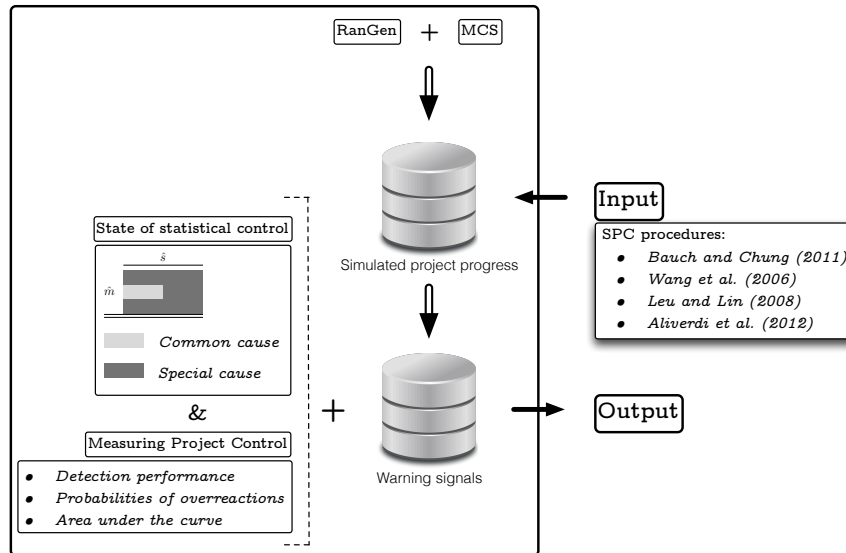 RanGen + MCS
Input
SPC procedures:
• Bauch and Chung (2011)
• Wang et al. (2006)
• Leu and Lin (2008)
• Aliverdi et al. (2012)
Simulated project progress
State of statistical control
ŝ
m̂
Common cause
Special cause
&
+
Measuring Project Control
• Detection performance
• Probabilities of overreactions
• Area under the curve
Warning signals
Output